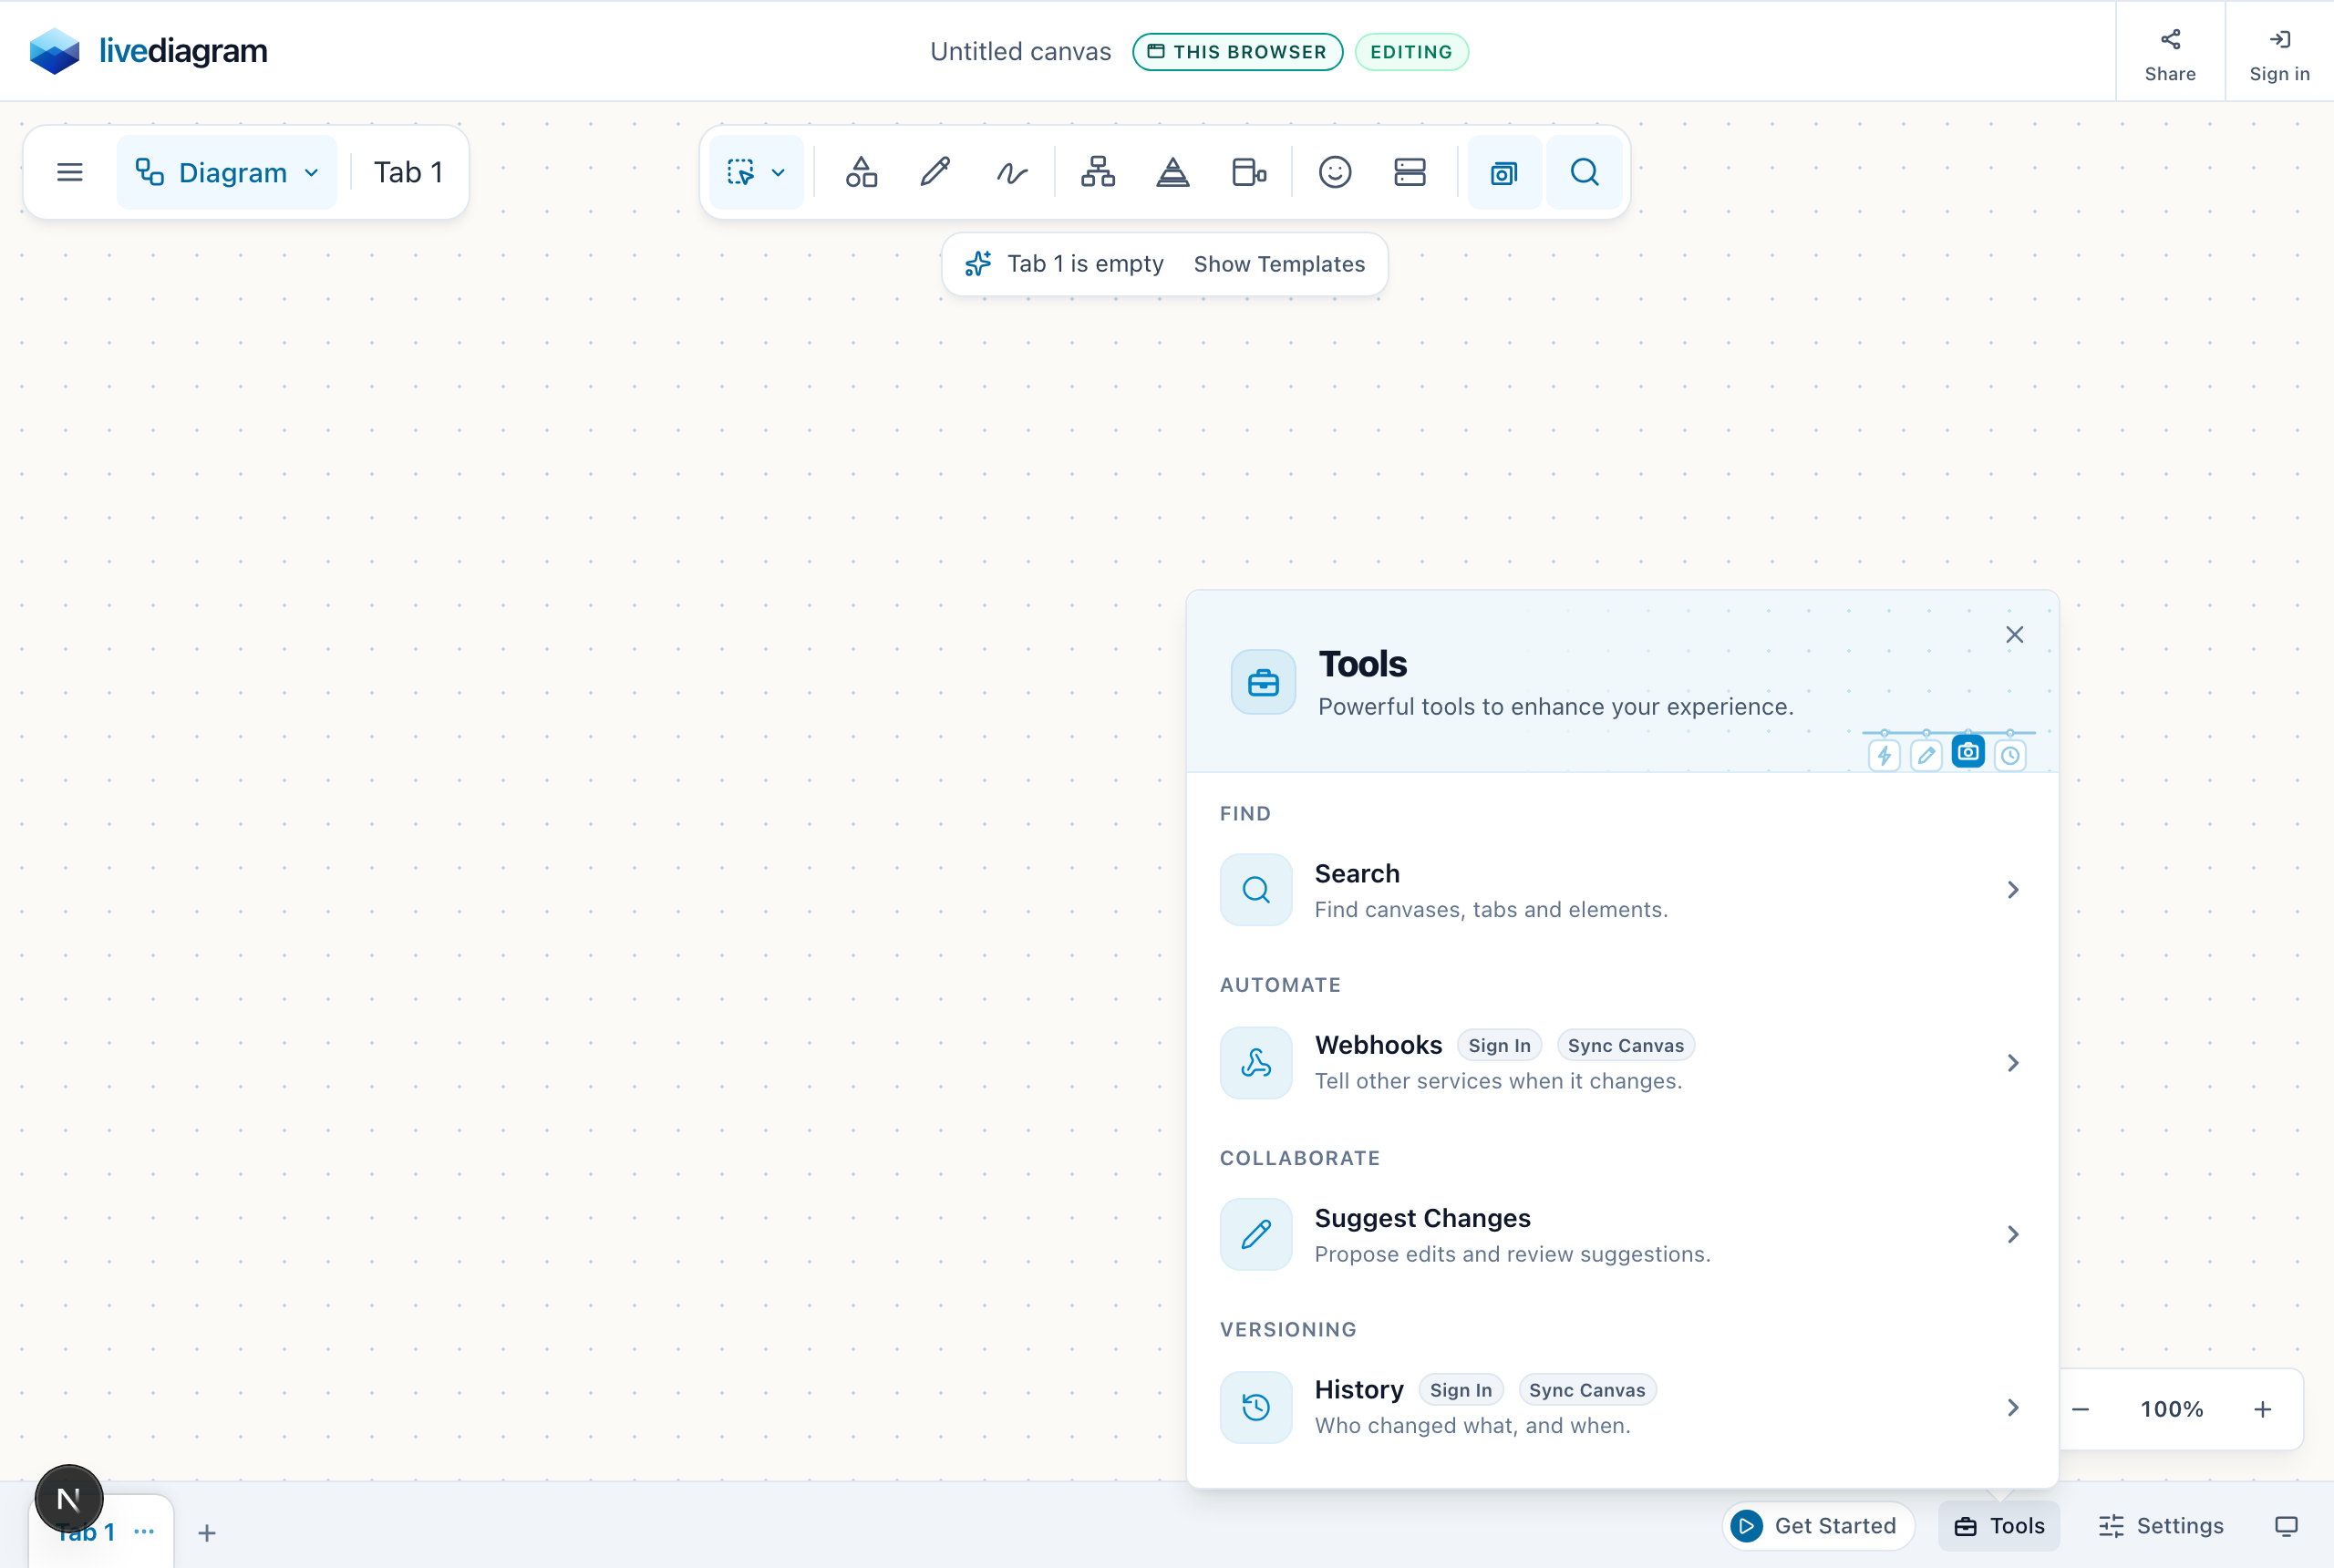 livediagram
Untitled canvas
THIS BROWSER
EDITING
Share
Sign in
Diagram
Tab 1
Tab 1 is empty
Show Templates
Tools
Powerful tools to enhance your experience.
FIND
Search
Find canvases, tabs and elements.
AUTOMATE
Webhooks
Sign In
Sync Canvas
Tell other services when it changes.
COLLABORATE
Suggest Changes
Propose edits and review suggestions.
VERSIONING
History
Sign In
Sync Canvas
Who changed what, and when.
100%
N
Tab 1
Get Started
Tools
Settings